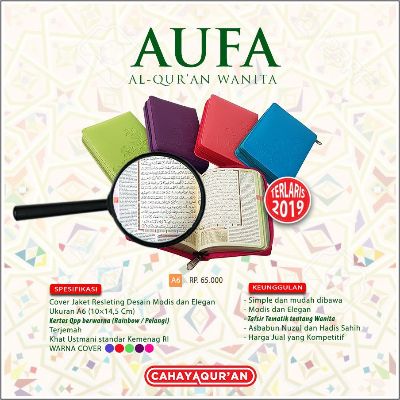 AUFA
AL-QUR'AN WANITA
TERLARIS
2019
A6 RP. 65.000
SPESIFIKASI
Cover Jaket Resleting Desain Modis dan Elegan
Ukuran A6 (10×14,5 Cm)
Kertas Qpp berwarna (Rainbow / Pelangi)
Terjemah
Khat Ustmani standar Kemenag RI
WARNA COVER
KEUNGGULAN
- Simple dan mudah dibawa
- Modis dan Elegan
- Tafsir Tematik tentang Wanita
- Asbabun Nuzul dan Hadis Sahih
- Harga Jual yang Kompetitif
CAHAYAQUR'AN